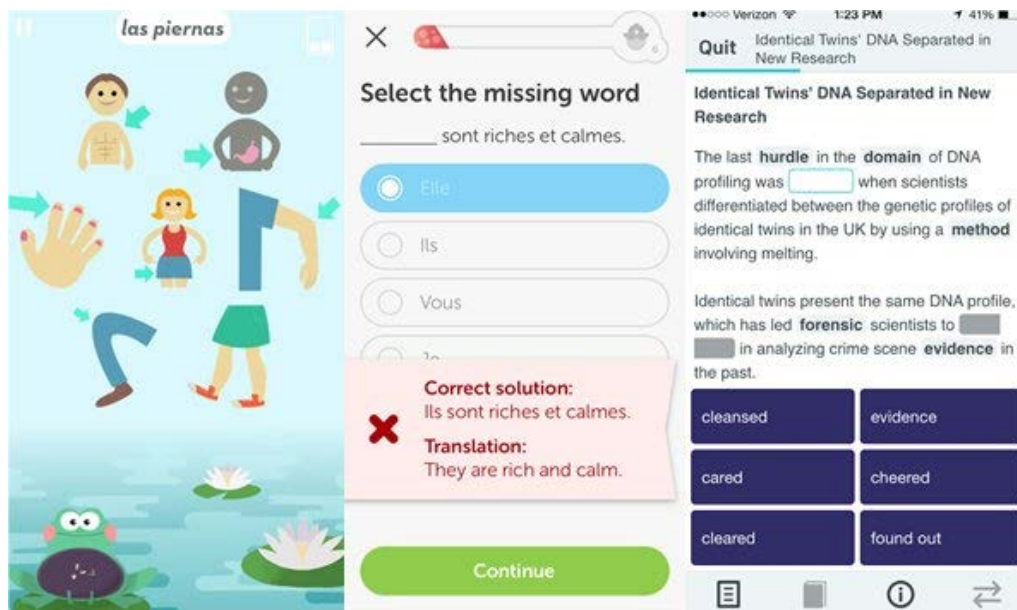 las piernas
Select the missing word
_______ sont riches et calmes.
Elle
Ils
Vous
Je
Correct solution:
Ils sont riches et calmes.
Translation:
They are rich and calm.
Continue
Verizon 1:23 PM 41%
Quit
Identical Twins' DNA Separated in
New Research
Identical Twins' DNA Separated in New
Research
The last hurdle in the domain of DNA
profiling was when scientists
differentiated between the genetic profiles of
identical twins in the UK by using a method
involving melting.
Identical twins present the same DNA profile,
which has led forensic scientists to
in analyzing crime scene evidence in
the past.
cleansed
evidence
cared
cheered
cleared
found out